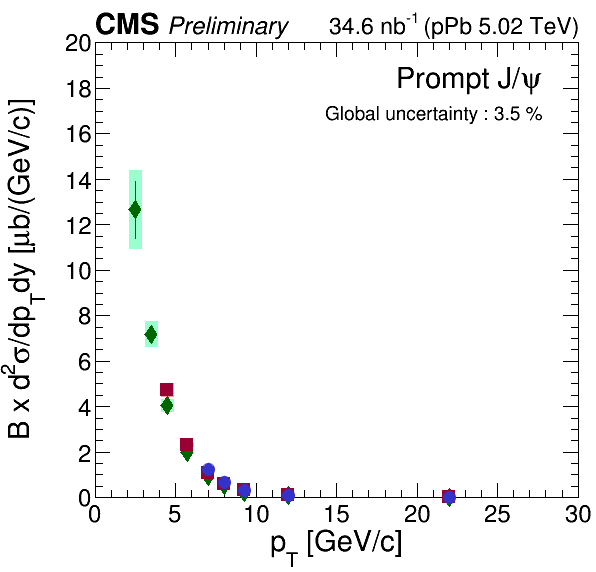 CMS Preliminary 34.6 nb⁻¹ (pPb 5.02 TeV)
Prompt J/ψ
Global uncertainty : 3.5 %
B x d²σ/dp_T dy [μb/(GeV/c)]
20
18
16
14
12
10
8
6
4
2
0
0 5 10 15 20 25 30
p_T [GeV/c]